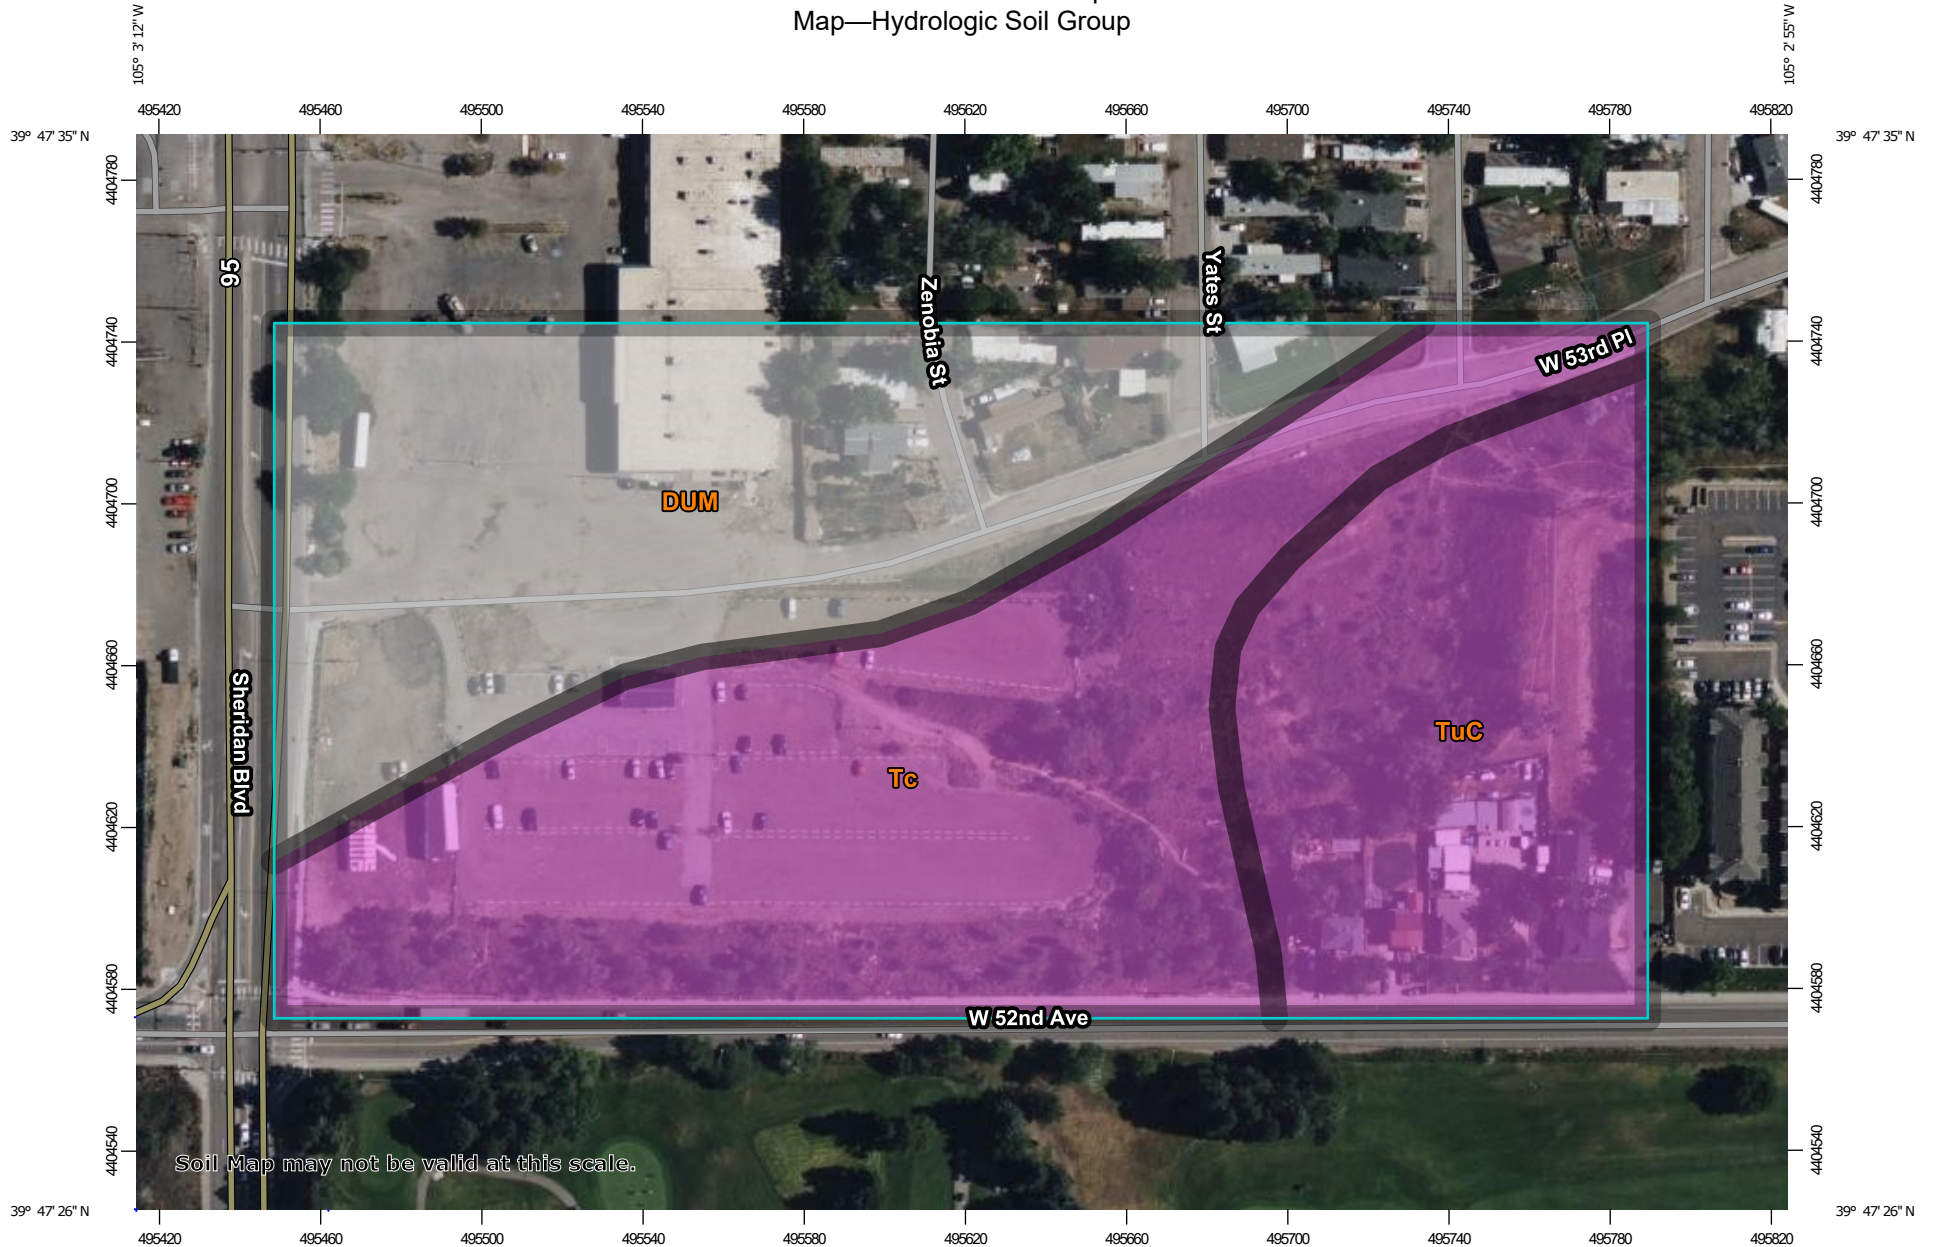 Map—Hydrologic Soil Group
105° 3' 12" W
105° 2' 55" W
495420 495460 495500 495540 495580 495620 495660 495700 495740 495780 495820
39° 47' 35" N
39° 47' 35" N
4404780
4404780
95
Yates St
Zenobia St
4404740
4404740
W 53rd Pl
DUM
4404700
4404700
4404660
4404660
Sheridan Blvd
TuC
Tc
4404620
4404620
4404580
4404580
W 52nd Ave
4404540
4404540
Soil Map may not be valid at this scale.
39° 47' 26" N
39° 47' 26" N
495420 495460 495500 495540 495580 495620 495660 495700 495740 495780 495820